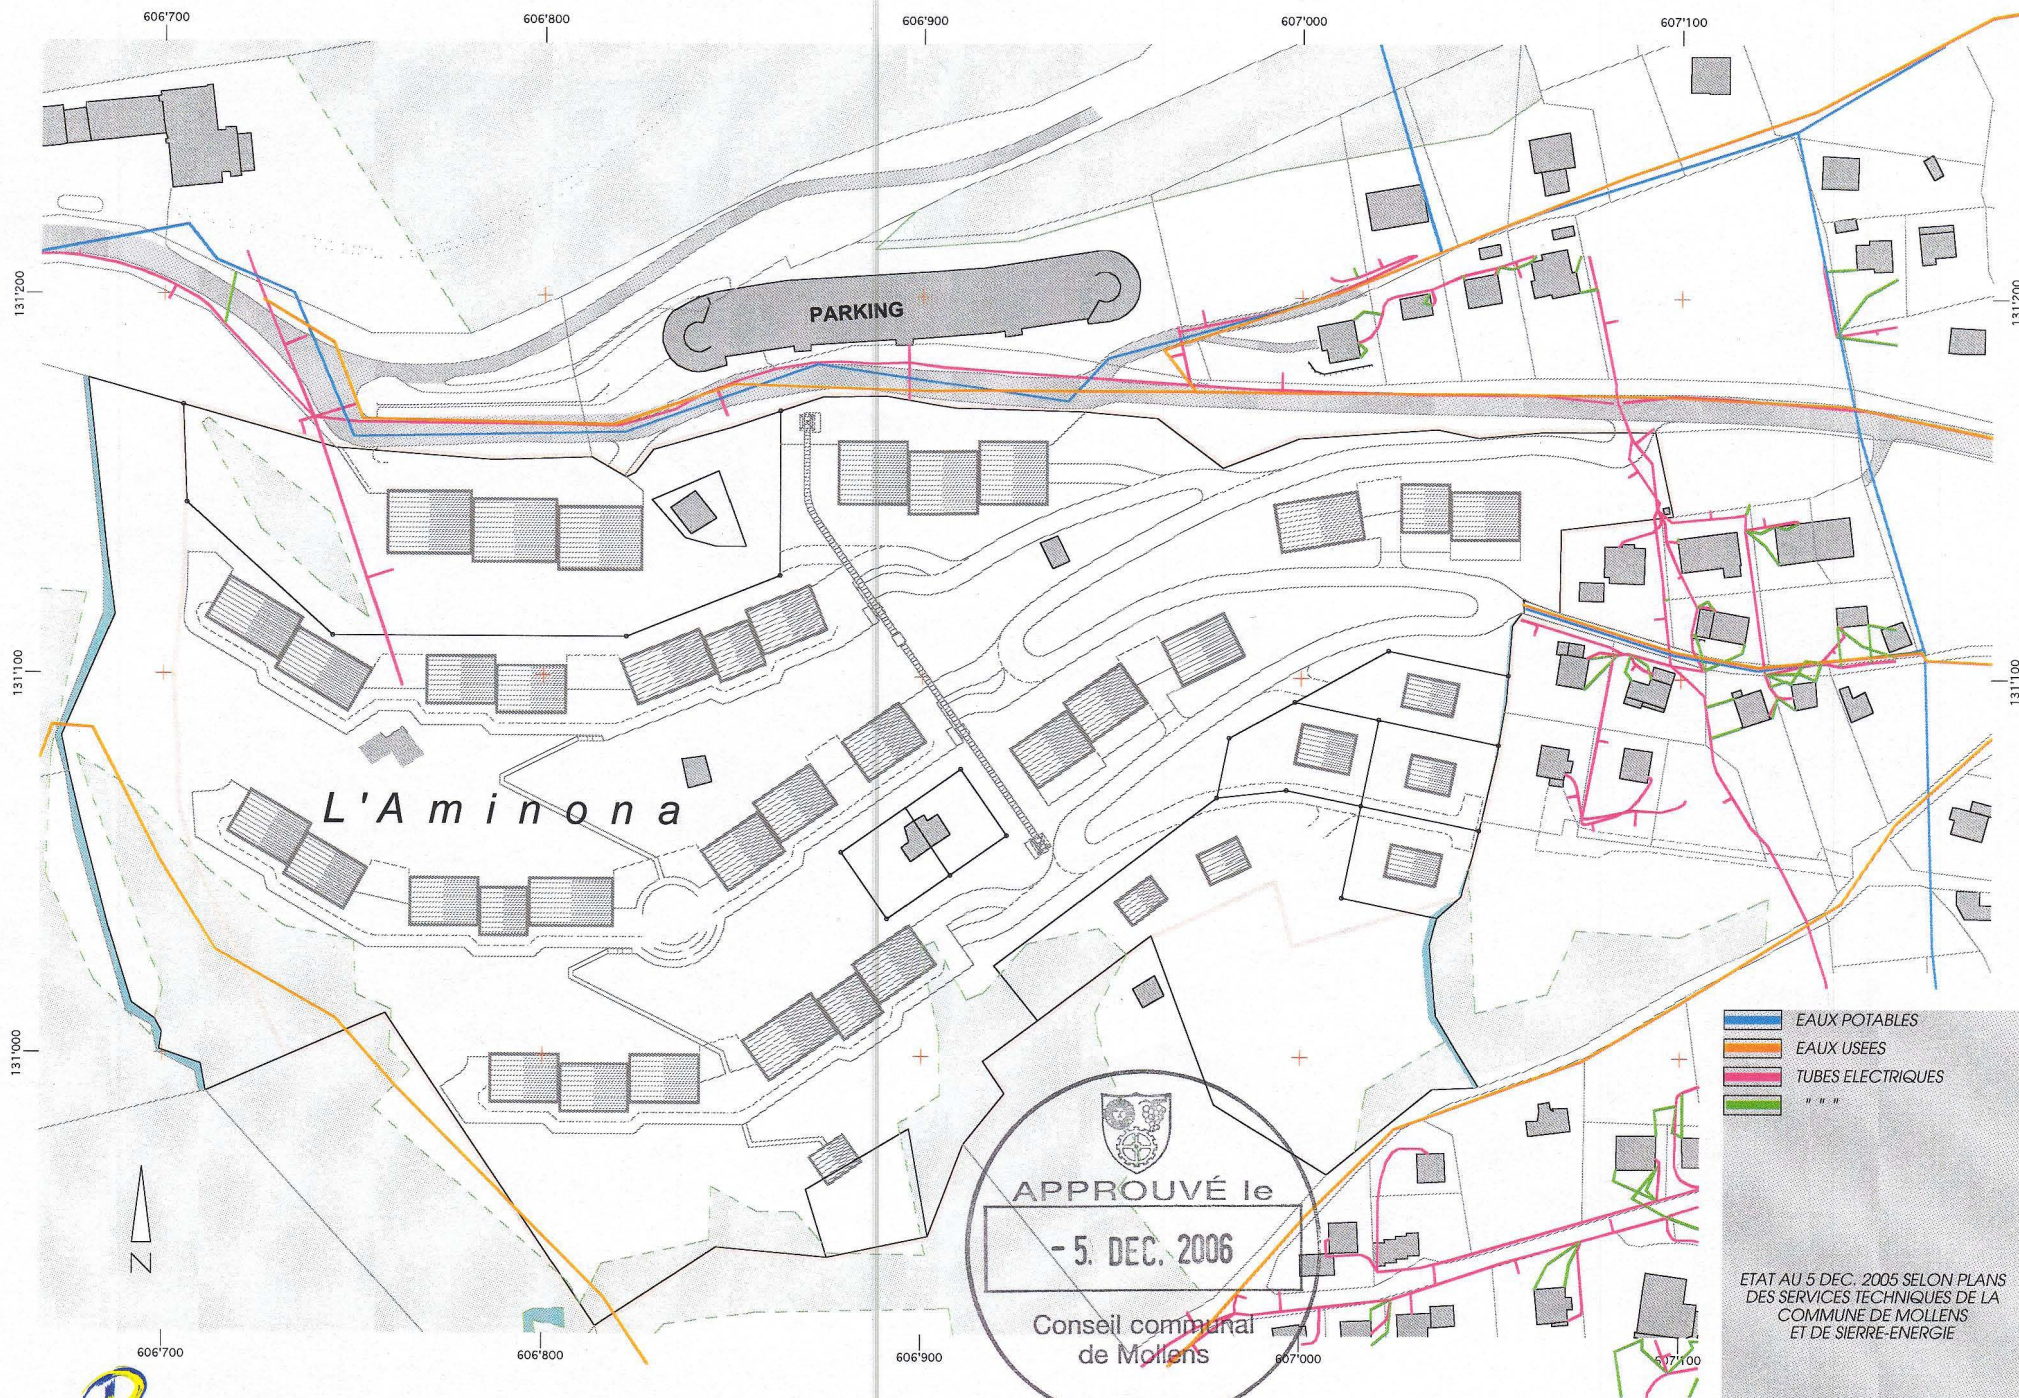 606'700 606'800 606'900 607'000 607'100
131'200
131'200
PARKING
131'100
131'100
L'Aminona
131'000
EAUX POTABLES
EAUX USEES
TUBES ELECTRIQUES
" " "
APPROUVÉ le
- 5. DEC. 2006
Conseil communal
de Mollens
N
ETAT AU 5 DEC. 2005 SELON PLANS
DES SERVICES TECHNIQUES DE LA
COMMUNE DE MOLLENS
ET DE SIERRE-ENERGIE
606'700 606'800 606'900 607'000 607'100